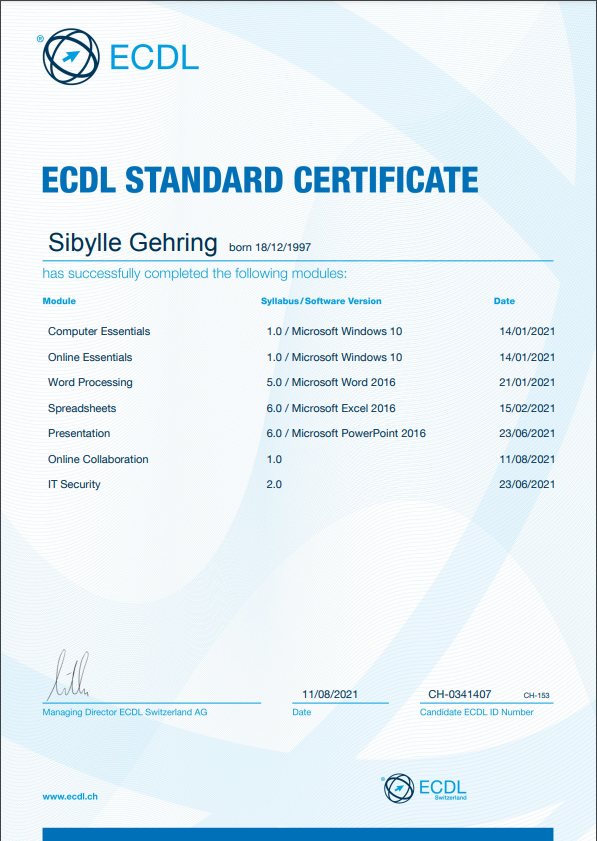 ® ECDL
ECDL STANDARD CERTIFICATE
Sibylle Gehring born 18/12/1997
has successfully completed the following modules:
Module Syllabus/Software Version Date
Computer Essentials 1.0 / Microsoft Windows 10 14/01/2021
Online Essentials 1.0 / Microsoft Windows 10 14/01/2021
Word Processing 5.0 / Microsoft Word 2016 21/01/2021
Spreadsheets 6.0 / Microsoft Excel 2016 15/02/2021
Presentation 6.0 / Microsoft PowerPoint 2016 23/06/2021
Online Collaboration 1.0 11/08/2021
IT Security 2.0 23/06/2021
11/08/2021 CH-0341407 CH-153
Managing Director ECDL Switzerland AG Date Candidate ECDL ID Number
® ECDL
Switzerland
www.ecdl.ch